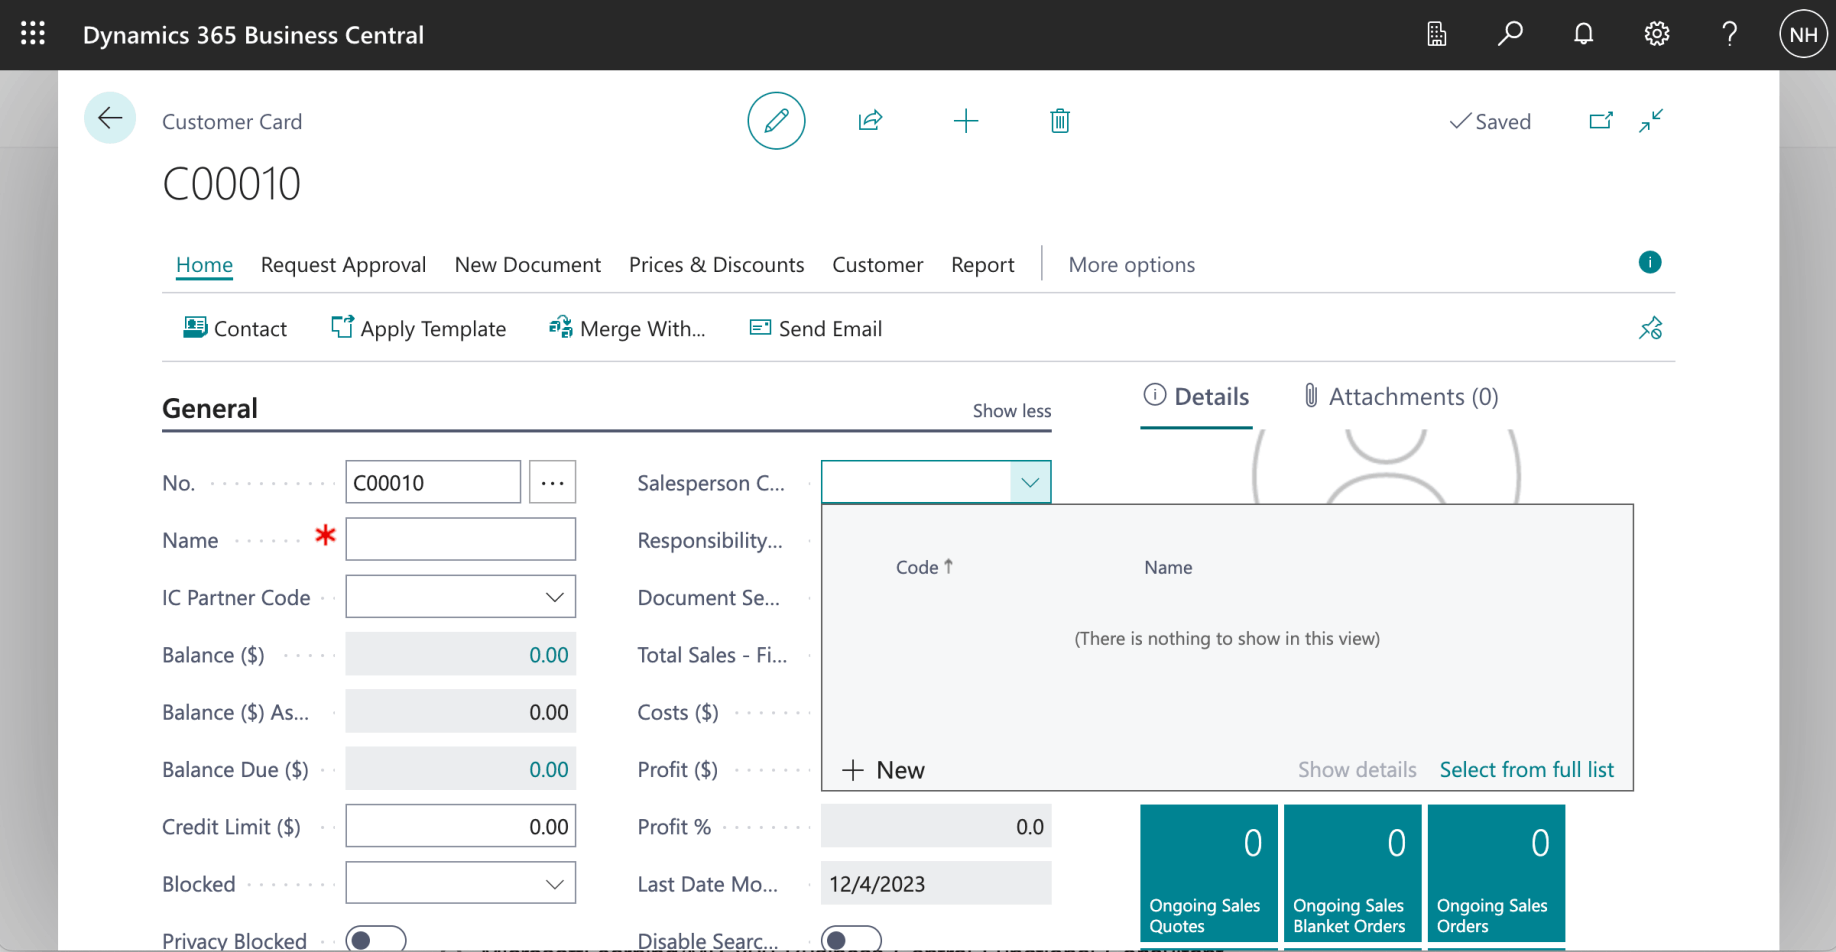 Dynamics 365 Business Central
NH
Customer Card
Saved
C00010
Home Request Approval New Document Prices & Discounts Customer Report More options
Contact Apply Template Merge With... Send Email
General
Show less
Details
Attachments (0)
No.
C00010
...
Name
*
IC Partner Code
Balance ($)
0.00
Balance ($) As...
0.00
Balance Due ($)
0.00
Credit Limit ($)
0.00
Blocked
Privacy Blocked
Salesperson C...
Responsibility...
Document Se...
Total Sales - Fi...
Costs ($)
Profit ($)
Profit %
0.0
Last Date Mo...
12/4/2023
Disable Searc...
Code ↑ Name
(There is nothing to show in this view)
+ New
Show details
Select from full list
0
Ongoing Sales
Quotes
0
Ongoing Sales
Blanket Orders
0
Ongoing Sales
Orders